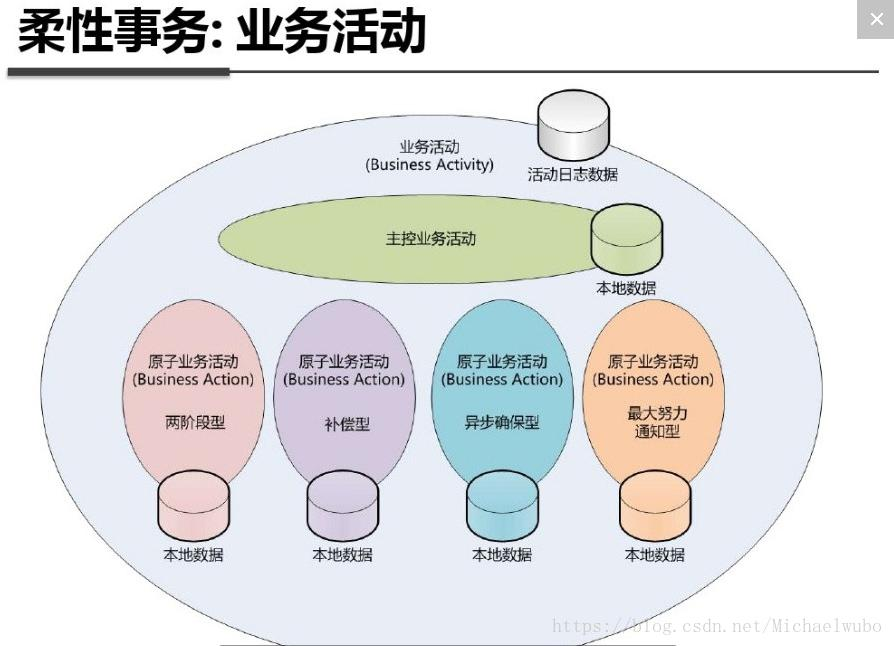 柔性事务: 业务活动
业务活动
(Business Activity)
活动日志数据
主控业务活动
本地数据
原子业务活动
(Business Action)
两阶段型
原子业务活动
(Business Action)
补偿型
原子业务活动
(Business Action)
异步确保型
原子业务活动
(Business Action)
最大努力
通知型
本地数据
本地数据
本地数据
本地数据
https://blog.csdn.net/Michaelwubo